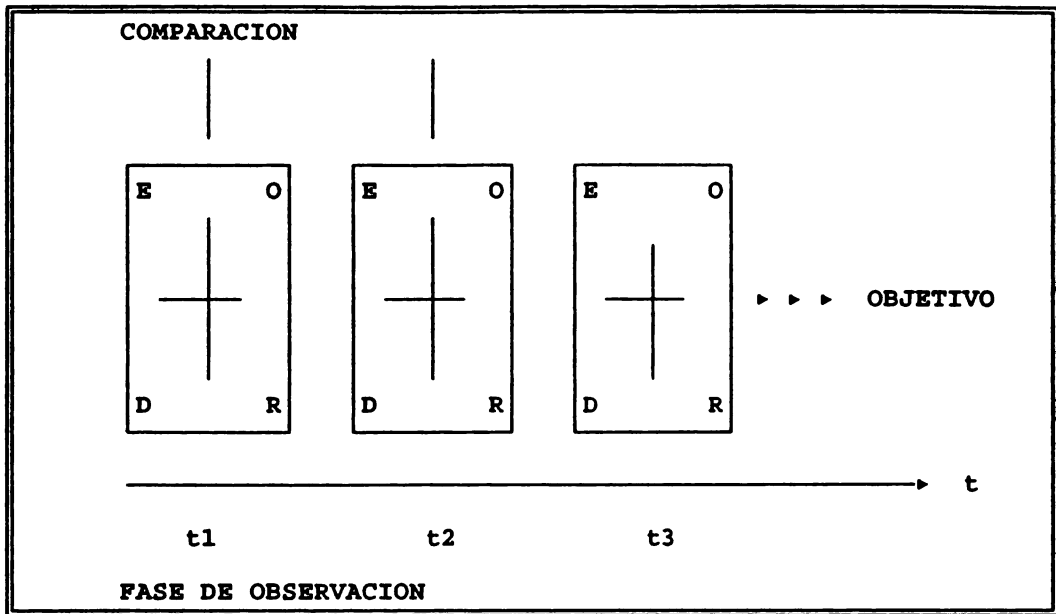 COMPARACION
E O E O E O
OBJETIVO
D R D R D R
t
t1 t2 t3
FASE DE OBSERVACION